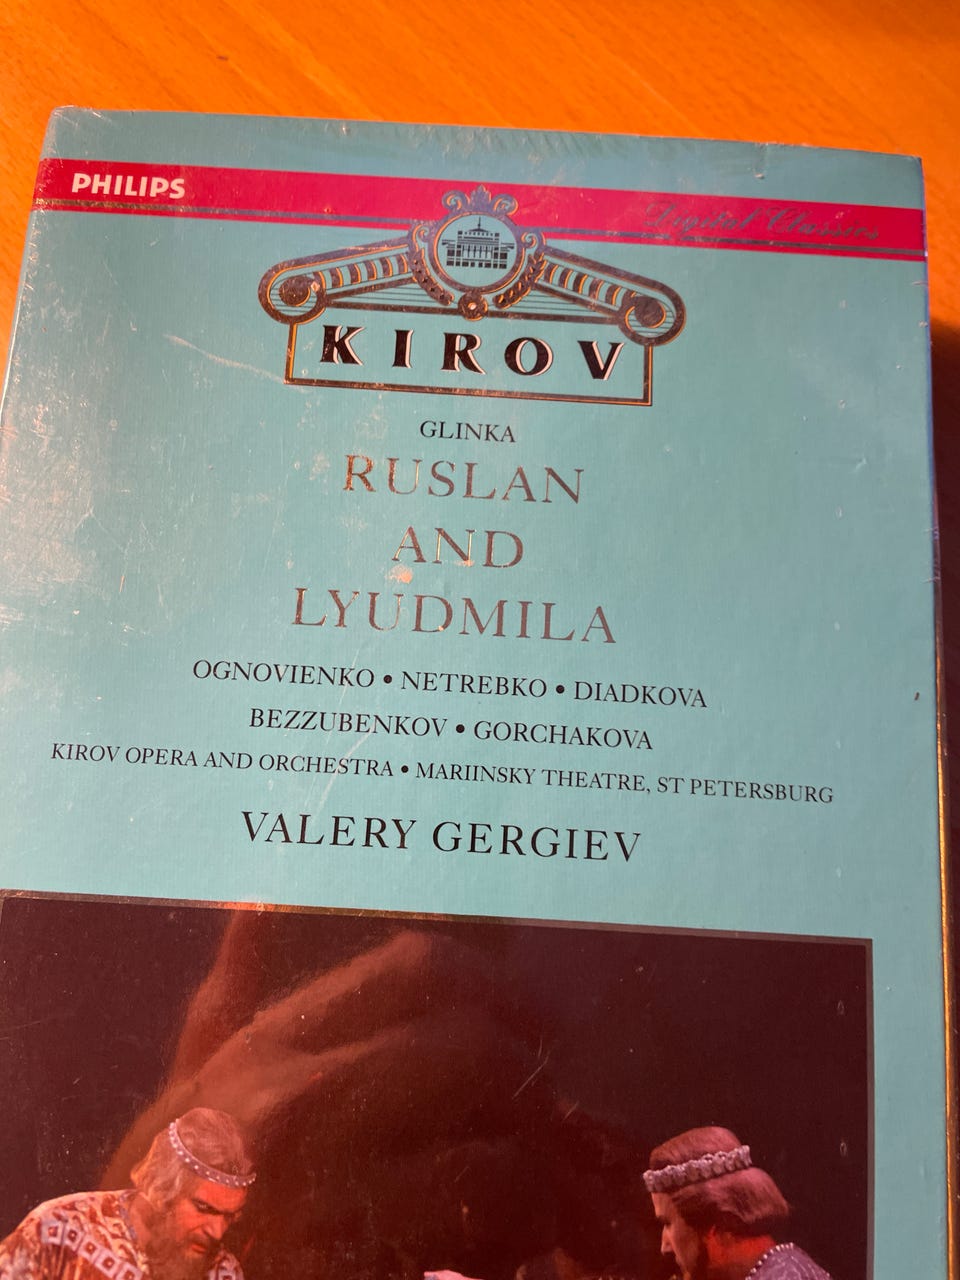 PHILIPS
Digital Classics
KIROV
GLINKA
RUSLAN
AND
LYUDMILA
OGNOVIENKO • NETREBKO • DIADKOVA
BEZZUBENKOV • GORCHAKOVA
KIROV OPERA AND ORCHESTRA • MARIINSKY THEATRE, ST PETERSBURG
VALERY GERGIEV